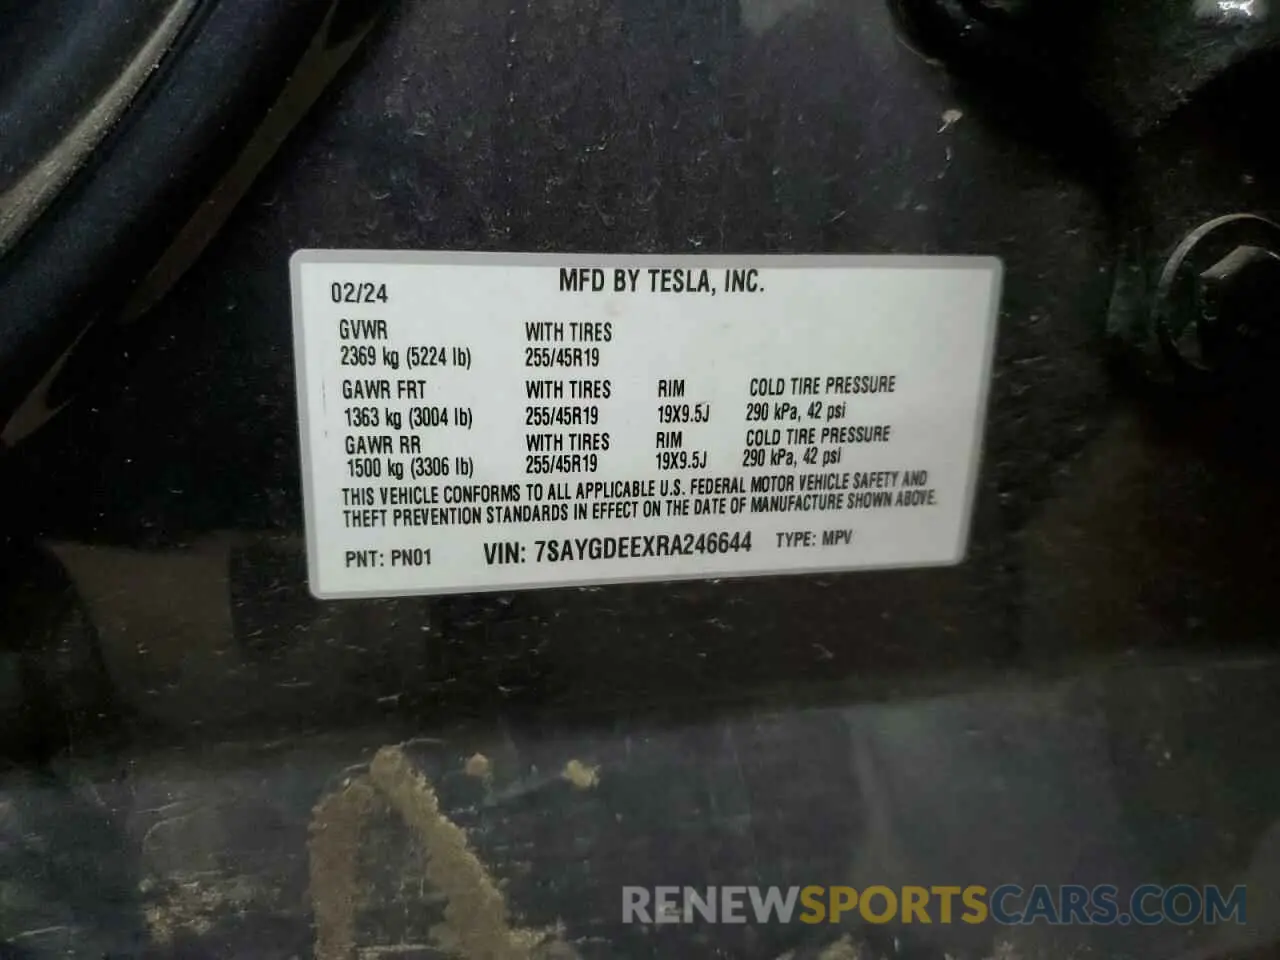 MFD BY TESLA, INC.
02/24
GVWR WITH TIRES
2369 kg (5224 lb) 255/45R19
GAWR FRT WITH TIRES RIM COLD TIRE PRESSURE
1363 kg (3004 lb) 255/45R19 19X9.5J 290 kPa, 42 psi
GAWR RR WITH TIRES RIM COLD TIRE PRESSURE
1500 kg (3306 lb) 255/45R19 19X9.5J 290 kPa, 42 psi
THIS VEHICLE CONFORMS TO ALL APPLICABLE U.S. FEDERAL MOTOR VEHICLE SAFETY AND
THEFT PREVENTION STANDARDS IN EFFECT ON THE DATE OF MANUFACTURE SHOWN ABOVE.
PNT: PN01 VIN: 7SAYGDEEXRA246644 TYPE: MPV
RENEWSPORTSCARS.COM